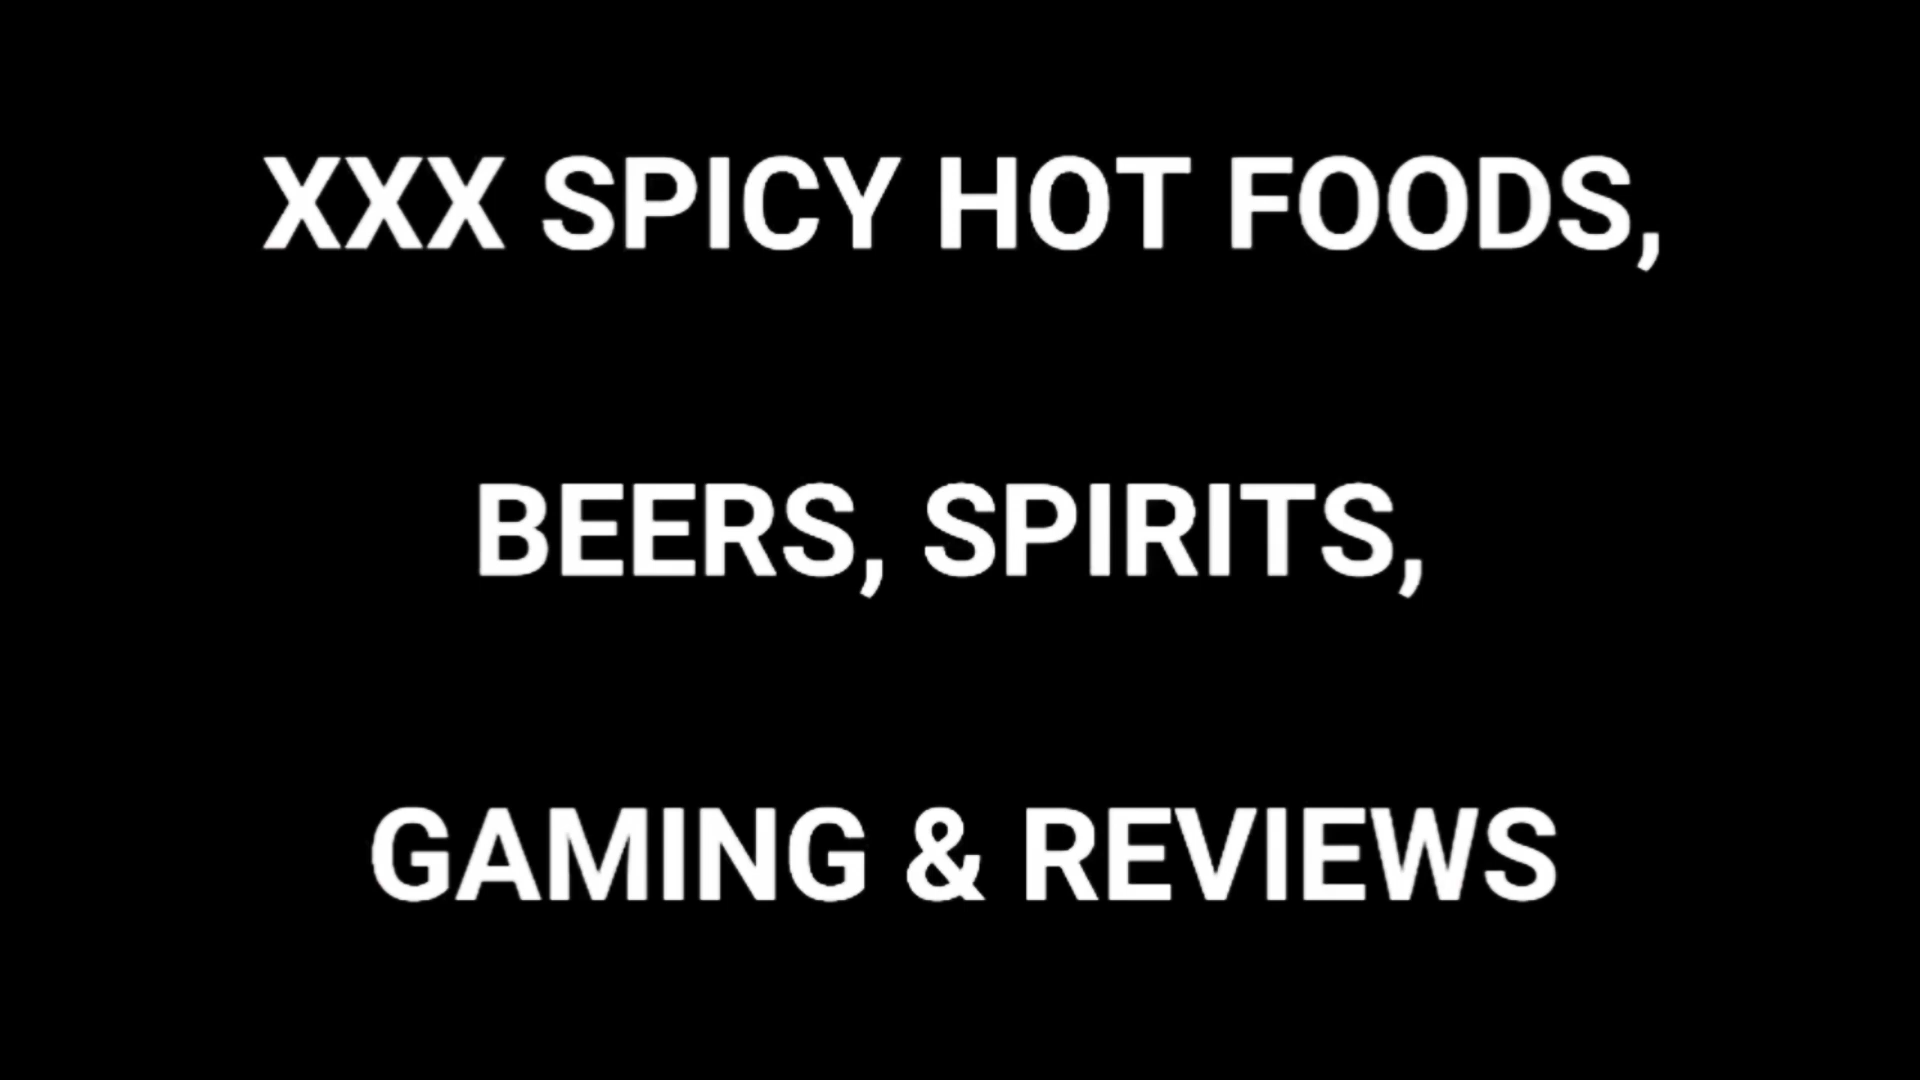 XXX SPICY HOT FOODS,
BEERS, SPIRITS,
GAMING & REVIEWS